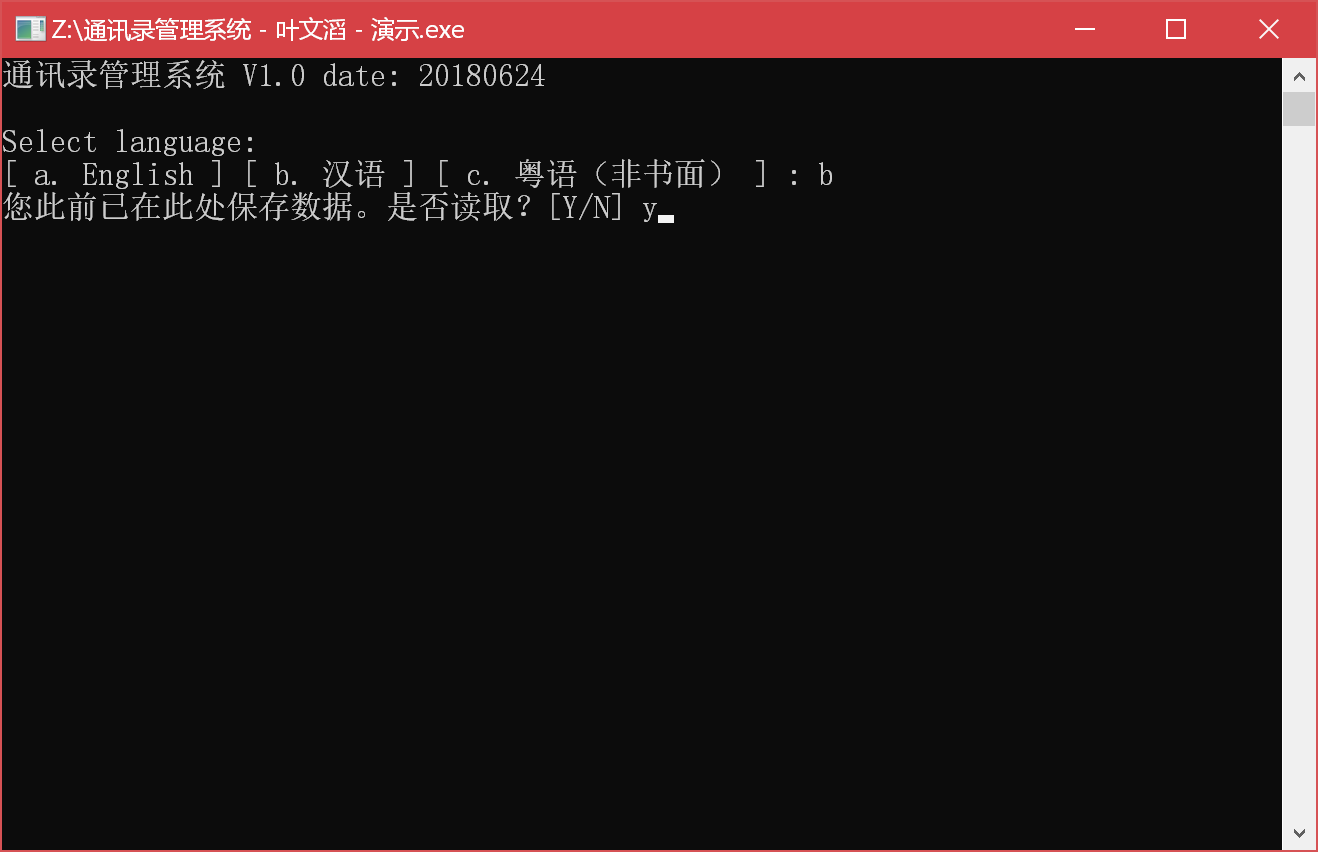 Z:\通讯录管理系统 - 叶文滔 - 演示.exe
通讯录管理系统 V1.0 date: 20180624
Select language:
[ a. English ] [ b. 汉语 ] [ c. 粤语（非书面） ] : b
您此前已在此处保存数据。是否读取？[Y/N] y